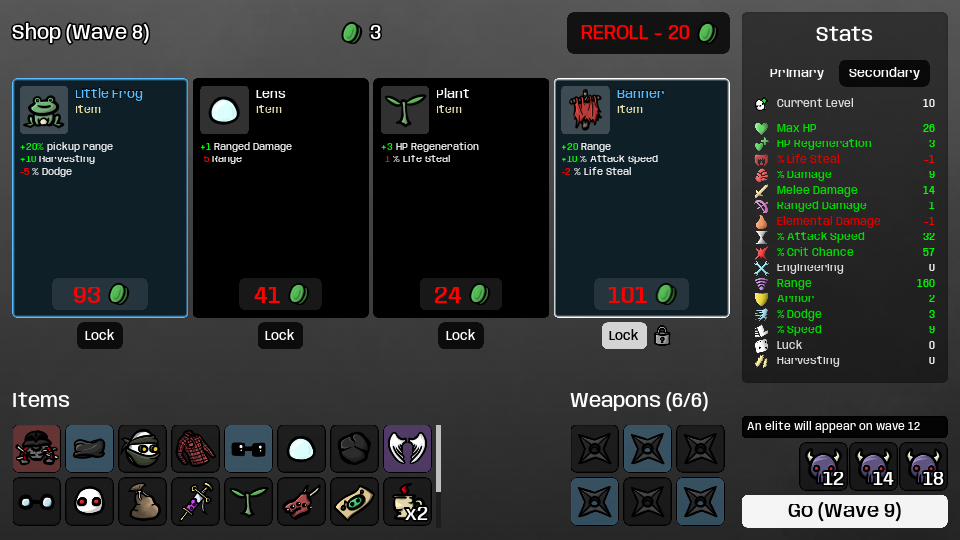 Shop (Wave 8)
3
REROLL - 20
Little Frog
Item
+20% pickup range
+10 Harvesting
-5 % Dodge
93
Lock
Lens
Item
+1 Ranged Damage
5 Range
41
Lock
Plant
Item
+3 HP Regeneration
1 % Life Steal
24
Lock
Banner
Item
+20 Range
+10 % Attack Speed
-2 % Life Steal
101
Lock
Stats
Primary Secondary
Current Level 10
Max HP 26
HP Regeneration 3
% Life Steal -1
% Damage 9
Melee Damage 14
Ranged Damage 1
Elemental Damage -1
% Attack Speed 32
% Crit Chance 57
Engineering 0
Range 160
Armor 2
% Dodge 3
% Speed 9
Luck 0
Harvesting 0
Items
x2
Weapons (6/6)
An elite will appear on wave 12
12 14 18
Go (Wave 9)